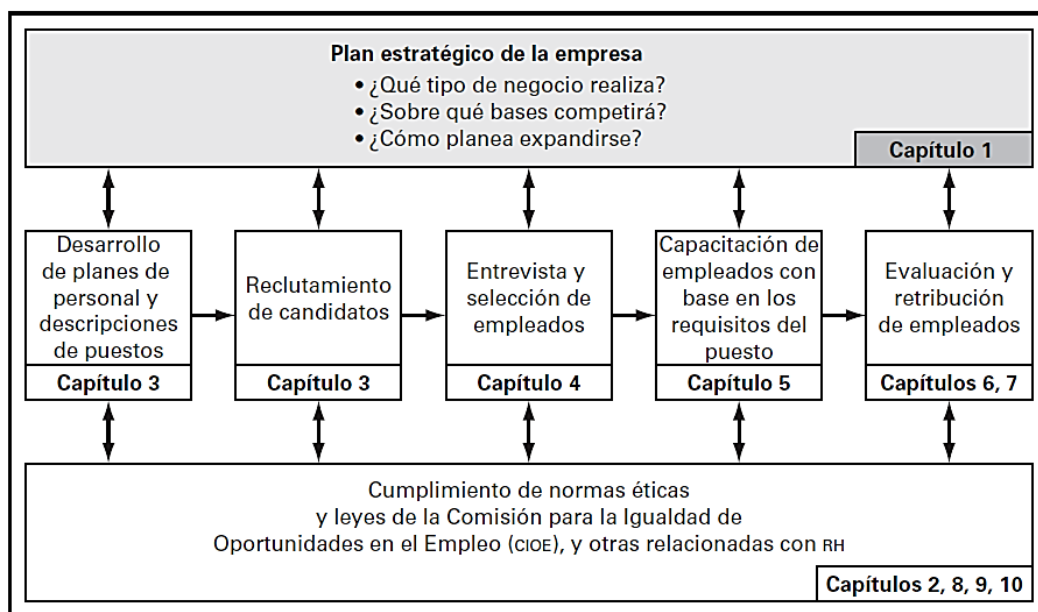 Plan estratégico de la empresa
• ¿Qué tipo de negocio realiza?
• ¿Sobre qué bases competirá?
• ¿Cómo planea expandirse?
Capítulo 1
Desarrollo
de planes de
personal y
descripciones
de puestos
Capítulo 3
Reclutamiento
de candidatos
Capítulo 3
Entrevista y
selección de
empleados
Capítulo 4
Capacitación de
empleados con
base en los
requisitos del
puesto
Capítulo 5
Evaluación y
retribución
de empleados
Capítulos 6, 7
Cumplimiento de normas éticas
y leyes de la Comisión para la Igualdad de
Oportunidades en el Empleo (CIOE), y otras relacionadas con RH
Capítulos 2, 8, 9, 10